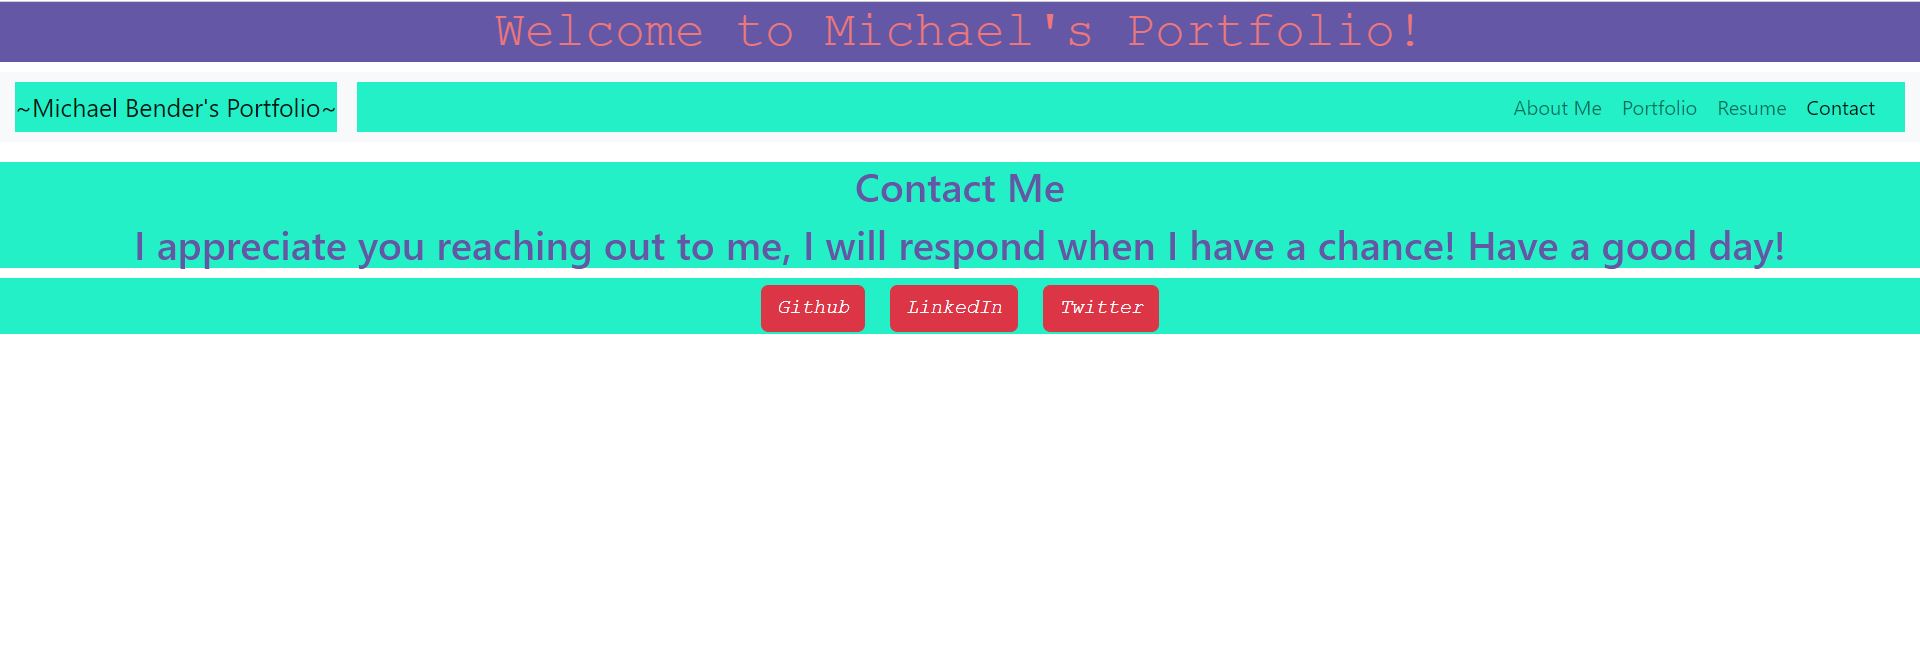 Welcome to Michael's Portfolio!
~Michael Bender's Portfolio~
About Me Portfolio Resume Contact
Contact Me
I appreciate you reaching out to me, I will respond when I have a chance! Have a good day!
Github LinkedIn Twitter